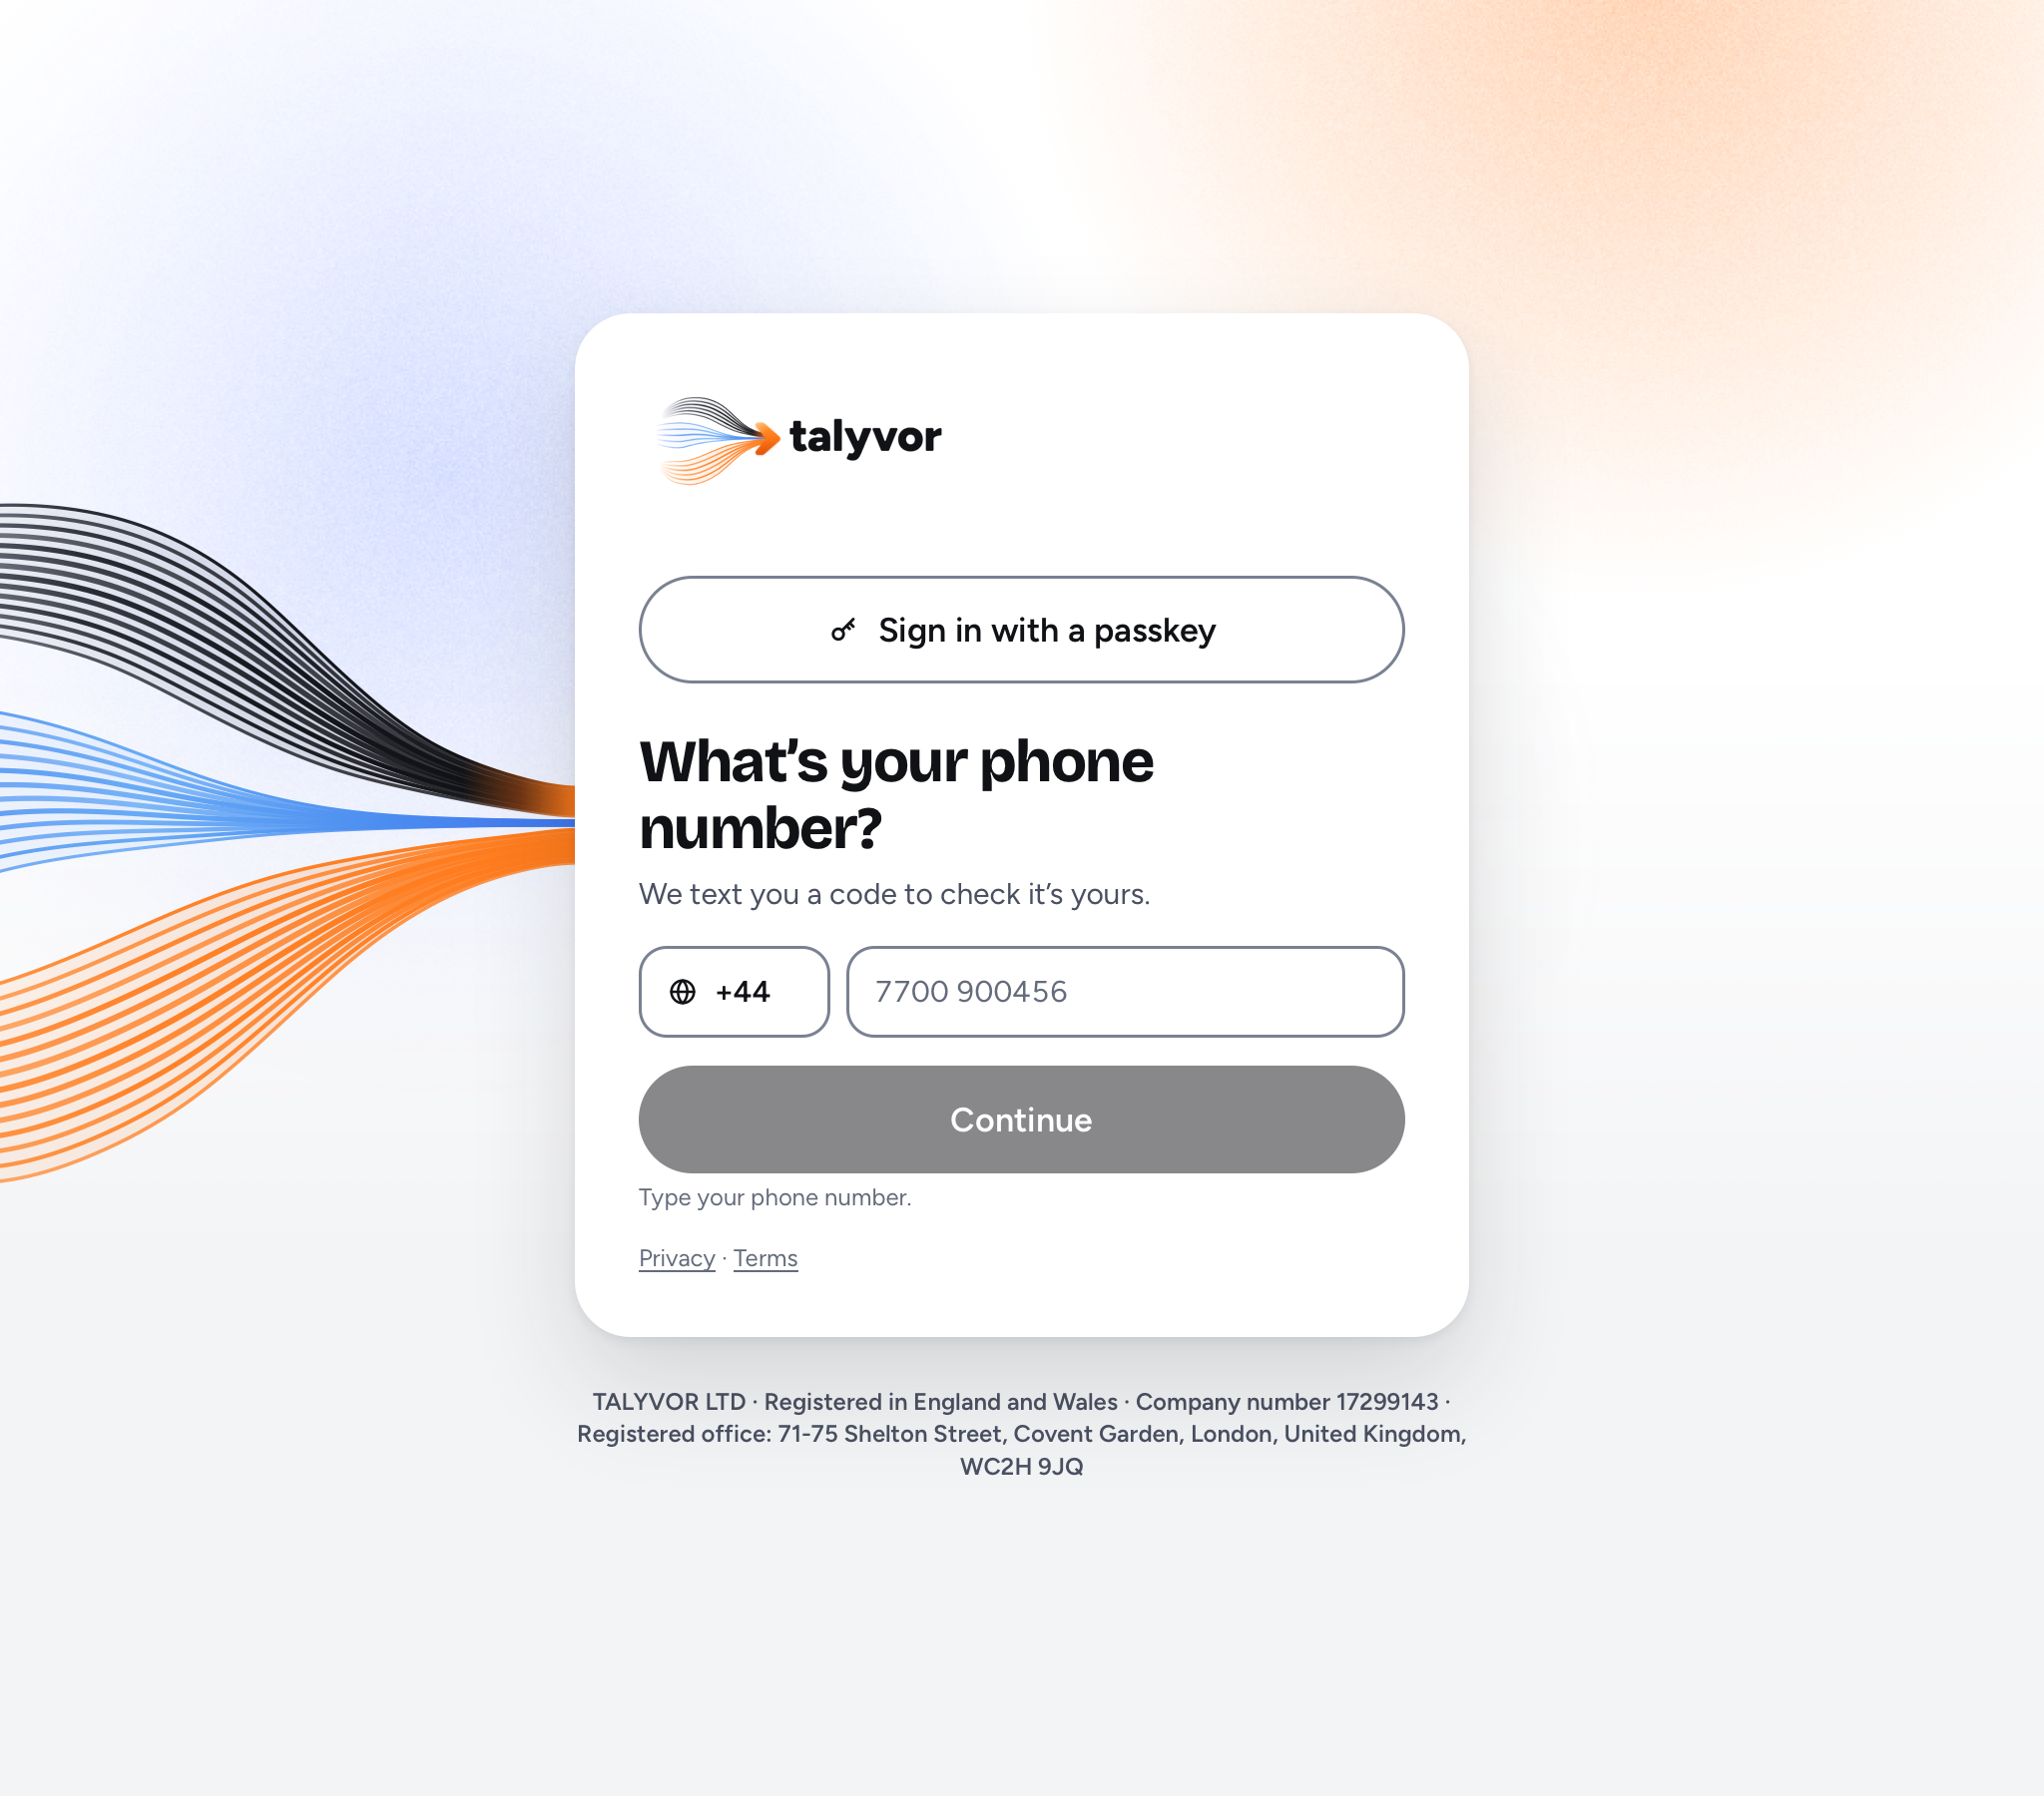 talyvor
Sign in with a passkey
What’s your phone
number?
We text you a code to check it’s yours.
+44
7700 900456
Continue
Type your phone number.
Privacy · Terms
TALYVOR LTD · Registered in England and Wales · Company number 17299143 ·
Registered office: 71-75 Shelton Street, Covent Garden, London, United Kingdom,
WC2H 9JQ